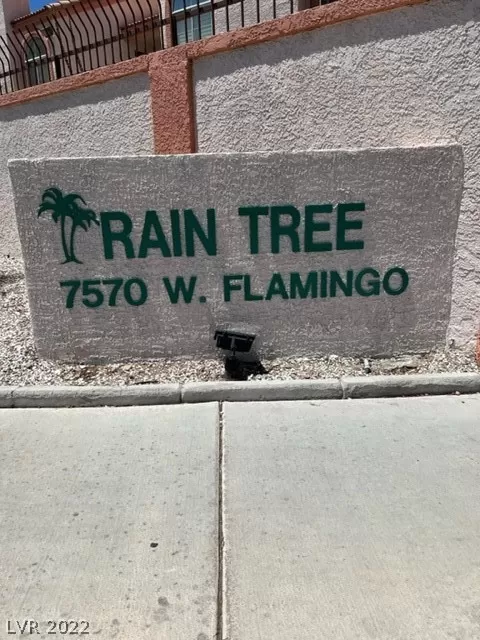 RAIN TREE
7570 W. FLAMINGO
LVR 2022